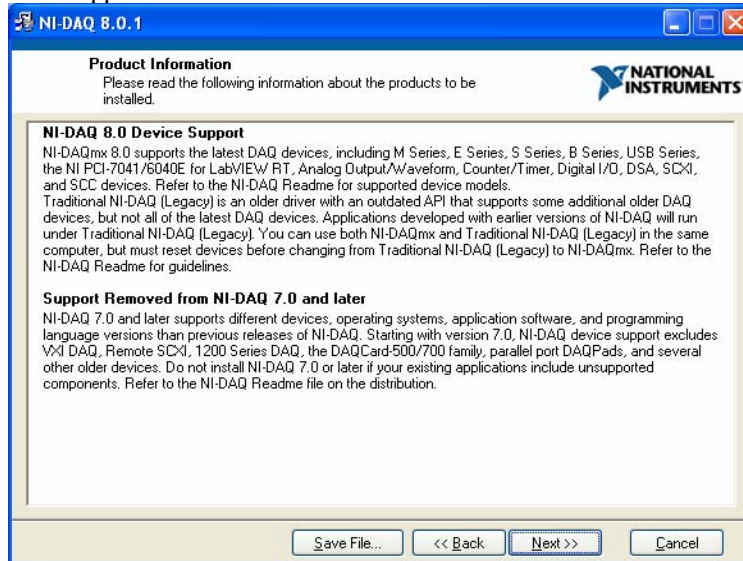 NI-DAQ 8.0.1
Product Information
Please read the following information about the products to be
installed.
NATIONAL
INSTRUMENTS
NI-DAQ 8.0 Device Support
NI-DAQmx 8.0 supports the latest DAQ devices, including M Series, E Series, S Series, B Series, USB Series,
the NI PCI-7041/6040E for LabVIEW RT, Analog Output/Waveform, Counter/Timer, Digital I/O, DSA, SCXI,
and SCC devices. Refer to the NI-DAQ Readme for supported device models.
Traditional NI-DAQ (Legacy) is an older driver with an outdated API that supports some additional older DAQ
devices, but not all of the latest DAQ devices. Applications developed with earlier versions of NI-DAQ will run
under Traditional NI-DAQ (Legacy). You can use both NI-DAQmx and Traditional NI-DAQ (Legacy) in the same
computer, but must reset devices before changing from Traditional NI-DAQ (Legacy) to NI-DAQmx. Refer to the
NI-DAQ Readme for guidelines.
Support Removed from NI-DAQ 7.0 and later
NI-DAQ 7.0 and later supports different devices, operating systems, application software, and programming
language versions than previous releases of NI-DAQ. Starting with version 7.0, NI-DAQ device support excludes
VXI DAQ, Remote SCXI, 1200 Series DAQ, the DAQCard-500/700 family, parallel port DAQPads, and several
other older devices. Do not install NI-DAQ 7.0 or later if your existing applications include unsupported
components. Refer to the NI-DAQ Readme file on the distribution.
Save File... << Back Next >> Cancel